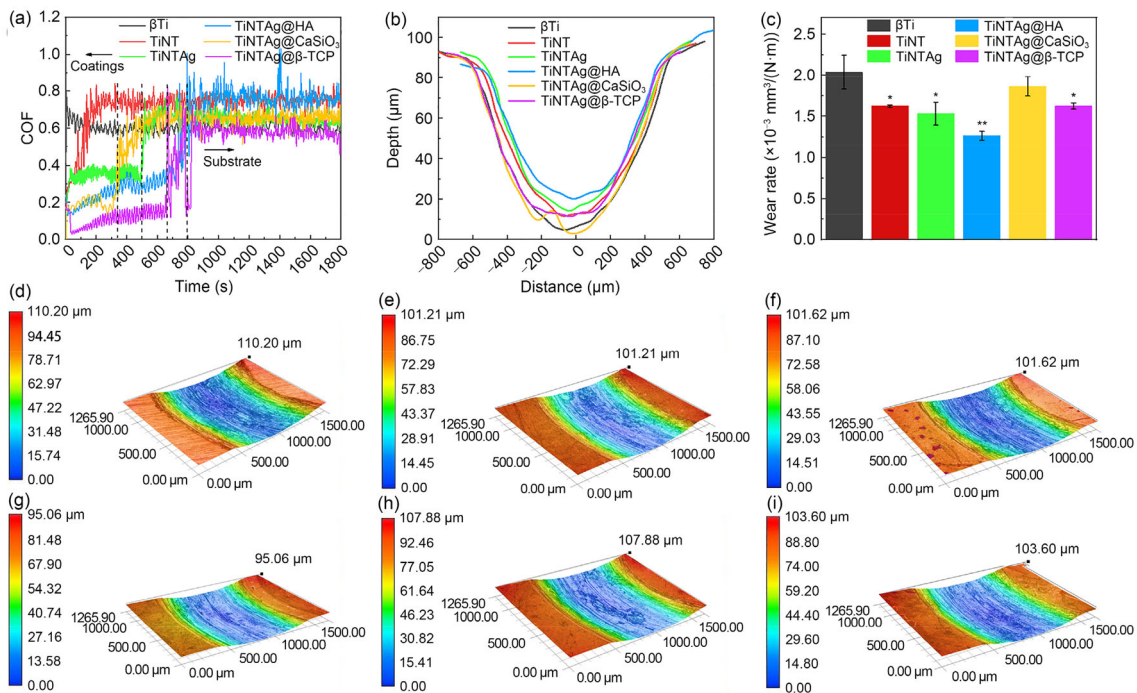 (a)
βTi
TiNT
TiNTAg
TiNTAg@HA
TiNTAg@CaSiO₃
TiNTAg@β-TCP
1.2
1.0
0.8
0.6
0.4
0.2
0.0
COF
Coatings
Substrate
0 200 400 600 800 1000 1200 1400 1600 1800
Time (s)
(b)
βTi
TiNT
TiNTAg
TiNTAg@HA
TiNTAg@CaSiO₃
TiNTAg@β-TCP
100
80
60
40
20
0
Depth (μm)
−800 −600 −400 −200 0 200 400 600 800
Distance (μm)
(c)
βTi
TiNT
TiNTAg
TiNTAg@HA
TiNTAg@CaSiO₃
TiNTAg@β-TCP
2.5
2.0
1.5
1.0
0.5
0.0
Wear rate (×10⁻³ mm³/(N·m))
* * ** *
(d)
110.20 μm
94.45
78.71
62.97
47.22
31.48
15.74
0.00
110.20 μm
1265.90
1000.00
500.00
0.00 μm
0.00 μm
500.00
1000.00
1500.00
(e)
101.21 μm
86.75
72.29
57.83
43.37
28.91
14.45
0.00
101.21 μm
1265.90
1000.00
500.00
0.00 μm
0.00 μm
500.00
1000.00
1500.00
(f)
101.62 μm
87.10
72.58
58.07
43.55
29.03
14.51
0.00
101.62 μm
1265.90
1000.00
500.00
0.00 μm
0.00 μm
500.00
1000.00
1500.00
(g)
95.06 μm
81.48
67.90
54.32
40.74
27.16
13.58
0.00
95.06 μm
1265.90
1000.00
500.00
0.00 μm
0.00 μm
500.00
1000.00
1500.00
(h)
107.88 μm
92.46
77.05
61.64
46.23
30.82
15.41
0.00
107.88 μm
1265.90
1000.00
500.00
0.00 μm
0.00 μm
500.00
1000.00
1500.00
(i)
103.60 μm
88.80
74.00
59.20
44.40
29.60
14.80
0.00
103.60 μm
1265.90
1000.00
500.00
0.00 μm
0.00 μm
500.00
1000.00
1500.00